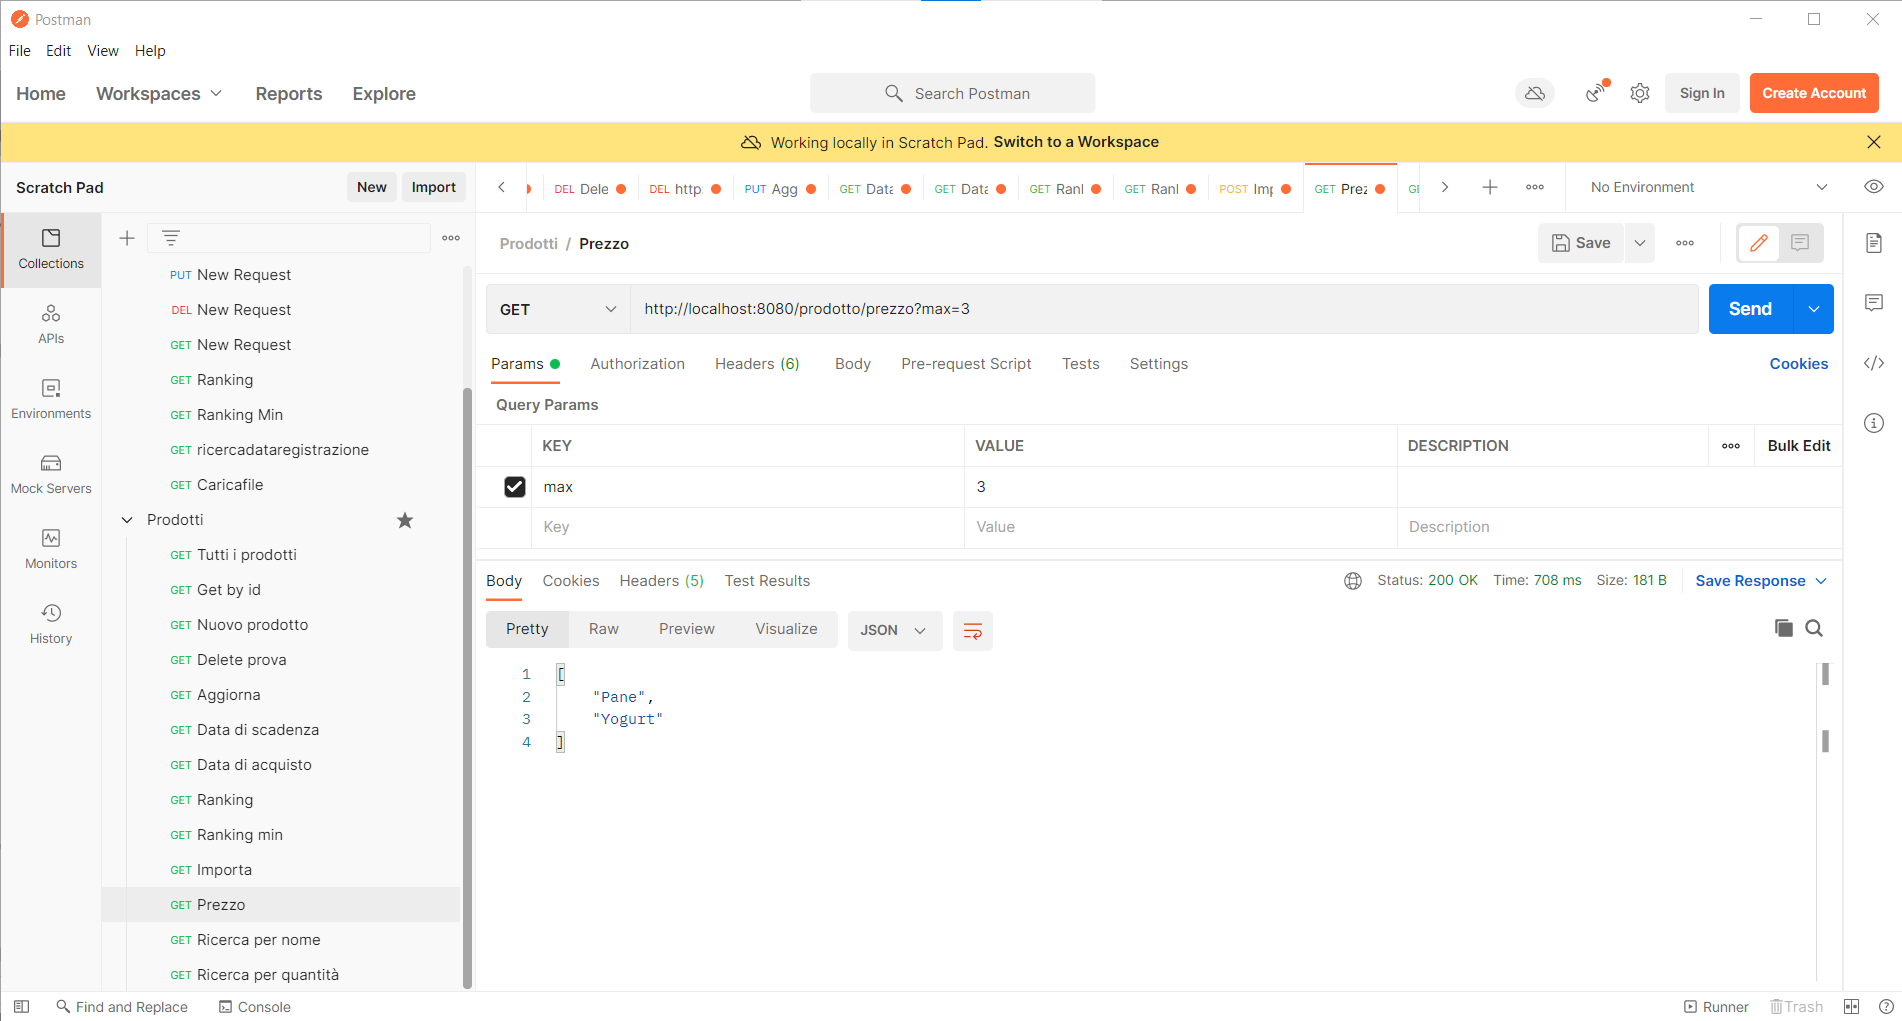 Postman
File Edit View Help
Home Workspaces Reports Explore Search Postman Sign In Create Account
Working locally in Scratch Pad. Switch to a Workspace
Scratch Pad New Import
DEL Dele DEL http: PUT Agg GET Data GET Data GET Ranl GET Ranl POST Imp GET Prez GE No Environment
Collections
APIs
Environments
Mock Servers
Monitors
History
PUT New Request
DEL New Request
GET New Request
GET Ranking
GET Ranking Min
GET ricercadataregistrazione
GET Caricafile
Prodotti
GET Tutti i prodotti
GET Get by id
GET Nuovo prodotto
GET Delete prova
GET Aggiorna
GET Data di scadenza
GET Data di acquisto
GET Ranking
GET Ranking min
GET Importa
GET Prezzo
GET Ricerca per nome
GET Ricerca per quantità
Prodotti / Prezzo Save
GET http://localhost:8080/prodotto/prezzo?max=3 Send
Params Authorization Headers (6) Body Pre-request Script Tests Settings Cookies
Query Params
KEY VALUE DESCRIPTION Bulk Edit
max 3
Key Value Description
Body Cookies Headers (5) Test Results Status: 200 OK Time: 708 ms Size: 181 B Save Response
Pretty Raw Preview Visualize JSON
1 [
2 "Pane",
3 "Yogurt"
4 ]
Find and Replace Console Runner Trash